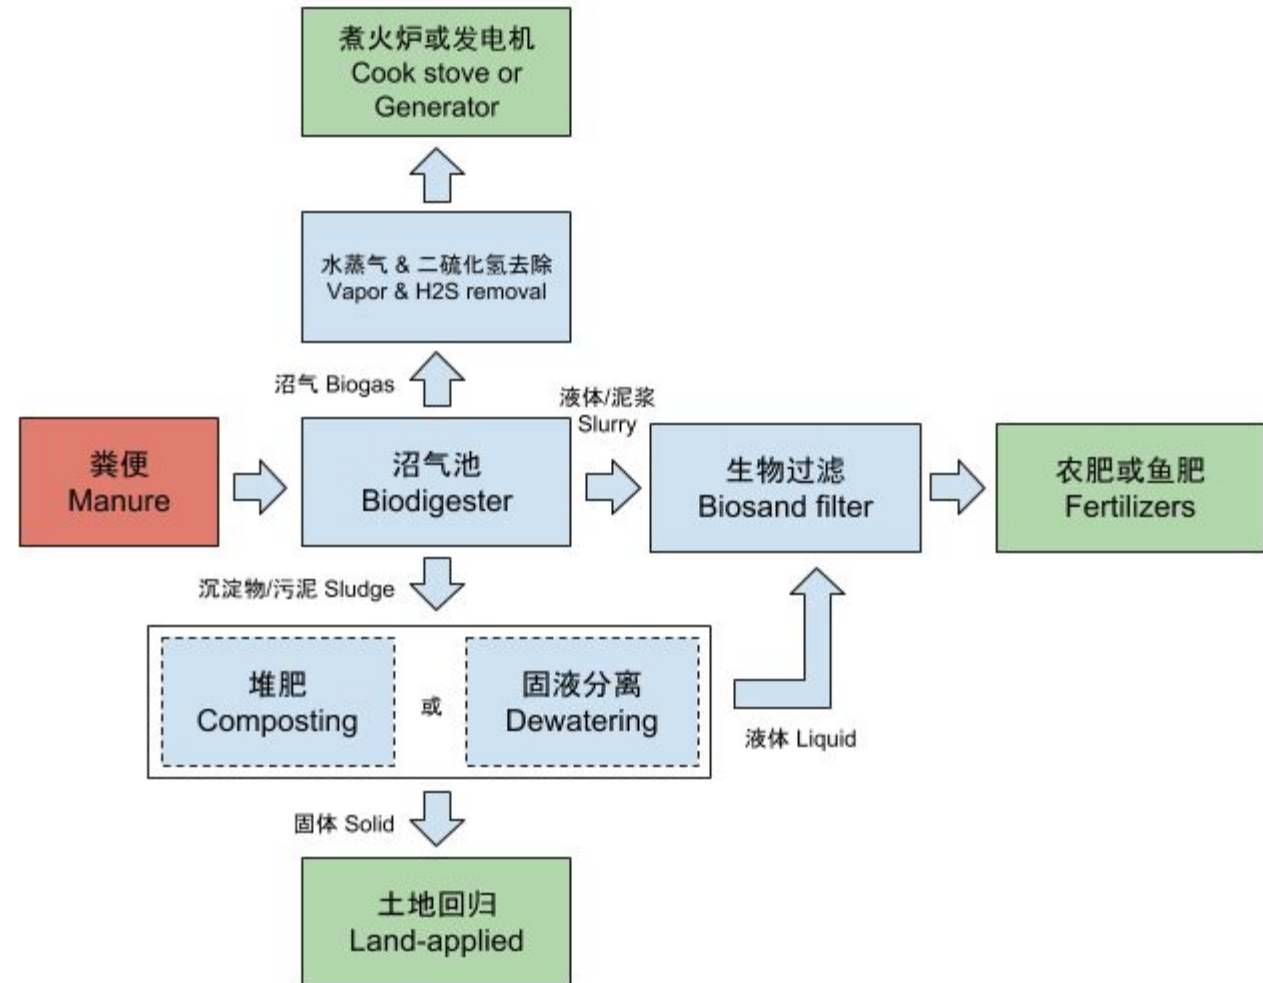 煮火炉或发电机
Cook stove or
Generator
水蒸气 & 二硫化氢去除
Vapor & H2S removal
沼气 Biogas
液体/泥浆
Slurry
粪便
Manure
沼气池
Biodigester
生物过滤
Biosand filter
农肥或鱼肥
Fertilizers
沉淀物/污泥 Sludge
堆肥
Composting
或
固液分离
Dewatering
液体 Liquid
固体 Solid
土地回归
Land-applied